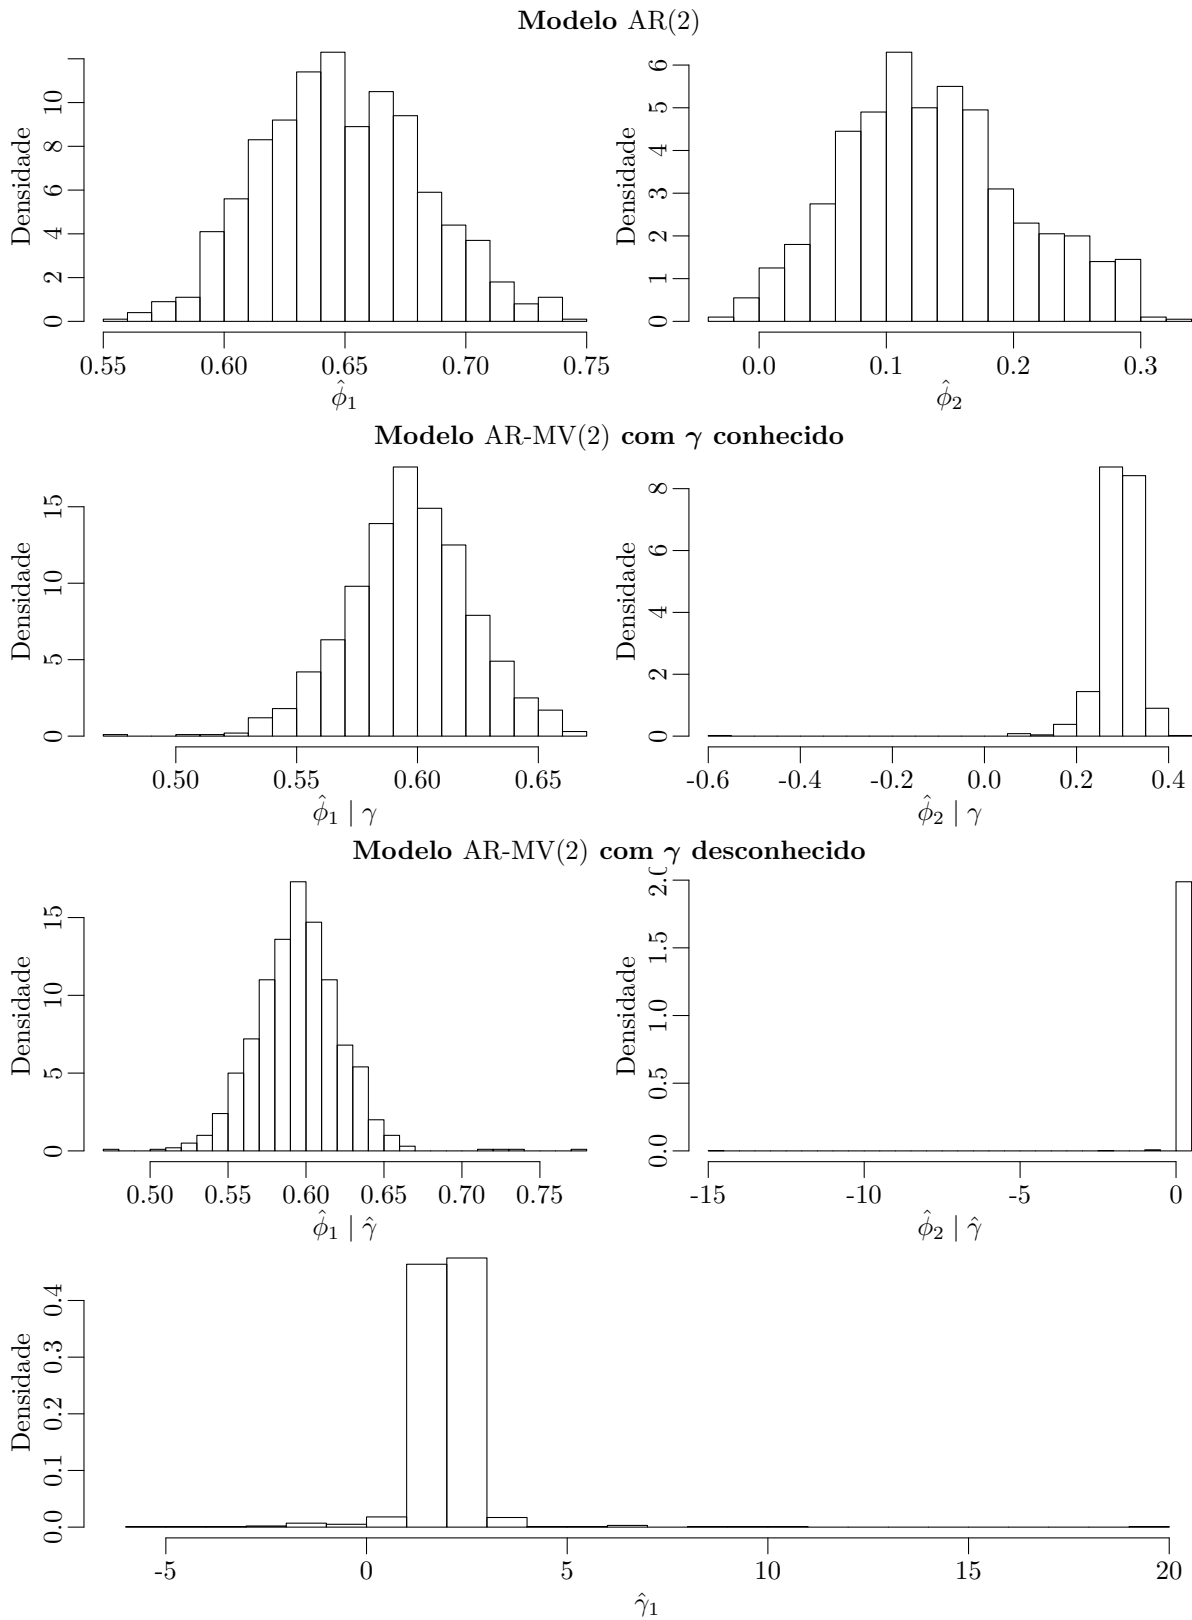 Modelo AR(2)
Densidade
0 2 4 6 8 10
0.55 0.60 0.65 0.70 0.75
ϕ̂₁
Densidade
0 1 2 3 4 5 6
0.0 0.1 0.2 0.3
ϕ̂₂
Modelo AR-MV(2) com γ conhecido
Densidade
0 5 10 15
0.50 0.55 0.60 0.65
ϕ̂₁ | γ
Densidade
0 2 4 6 8
-0.6 -0.4 -0.2 0.0 0.2 0.4
ϕ̂₂ | γ
Modelo AR-MV(2) com γ desconhecido
Densidade
0 5 10 15
0.50 0.55 0.60 0.65 0.70 0.75
ϕ̂₁ | γ̂
Densidade
0.0 0.5 1.0 1.5 2.0
-15 -10 -5 0
ϕ̂₂ | γ̂
Densidade
0.0 0.1 0.2 0.3 0.4
-5 0 5 10 15 20
γ̂₁